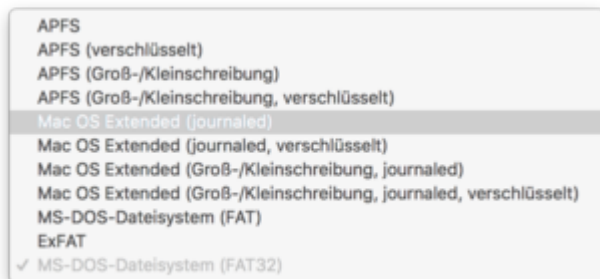 APFS
APFS (verschlüsselt)
APFS (Groß-/Kleinschreibung)
APFS (Groß-/Kleinschreibung, verschlüsselt)
Mac OS Extended (journaled)
Mac OS Extended (journaled, verschlüsselt)
Mac OS Extended (Groß-/Kleinschreibung, journaled)
Mac OS Extended (Groß-/Kleinschreibung, journaled, verschlüsselt)
MS-DOS-Dateisystem (FAT)
ExFAT
✓ MS-DOS-Dateisystem (FAT32)